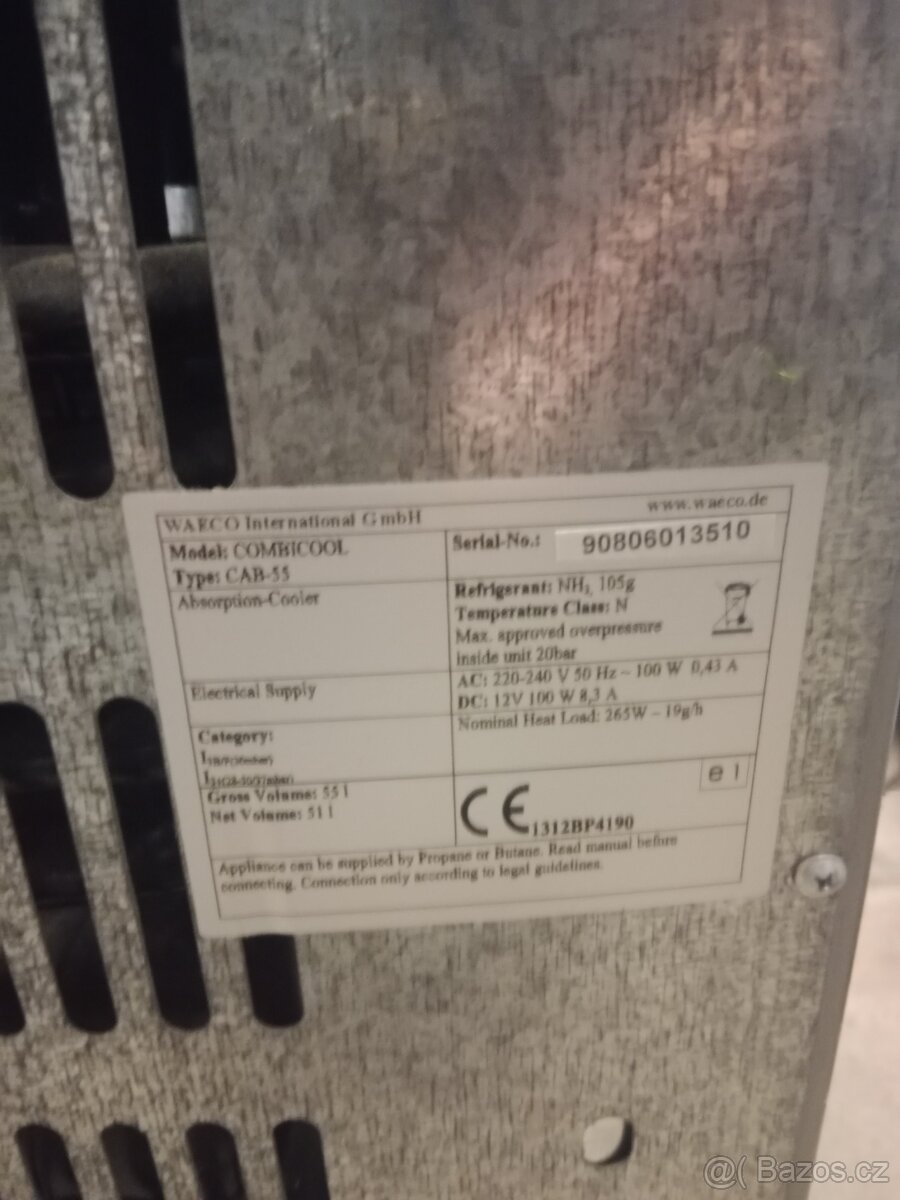 WAECO International GmbH
www.waeco.de
Model: COMBICOOL
Type: CAB-55
Serial-No.: 90806013510
Absorption-Cooler
Refrigerant: NH₃, 105g
Temperature Class: N
Max. approved overpressure
inside unit 20bar
Electrical Supply
AC: 220-240 V 50 Hz ~ 100 W 0,43 A
DC: 12V 100 W 8,3 A
Nominal Heat Load: 265W – 19g/h
Category:
Gross Volume: 55 l
Net Volume: 51 l
e 1
CE 1312BP4190
Appliance can be supplied by Propane or Butane. Read manual before
connecting. Connection only according to legal guidelines.
@( Bazos.cz